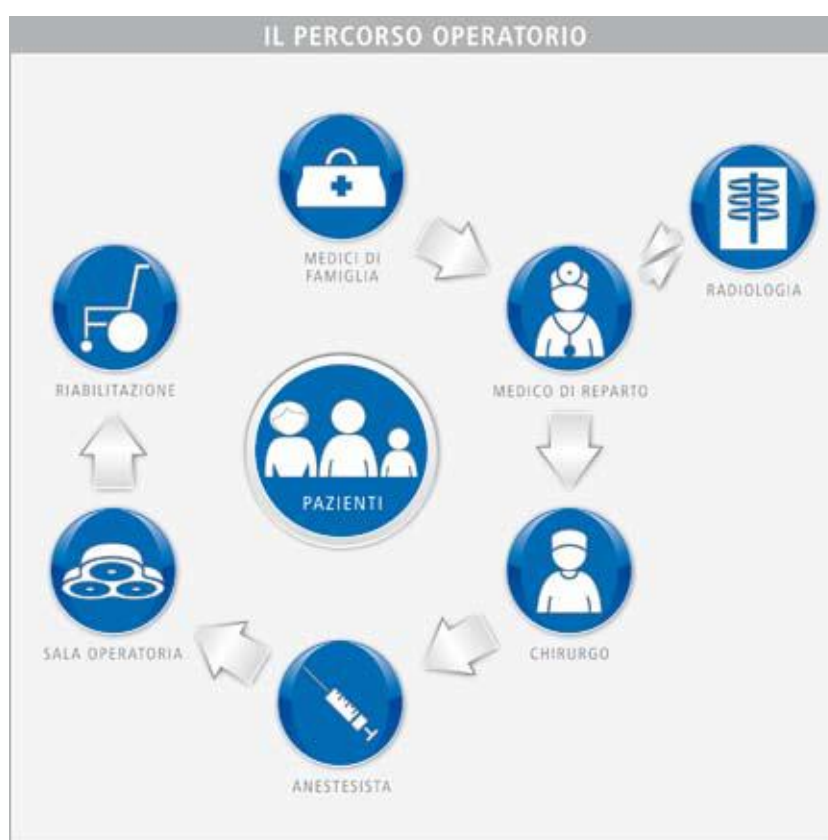 IL PERCORSO OPERATORIO
MEDICI DI
FAMIGLIA
RADIOLOGIA
RIABILITAZIONE
MEDICO DI REPARTO
PAZIENTI
SALA OPERATORIA
CHIRURGO
ANESTESISTA